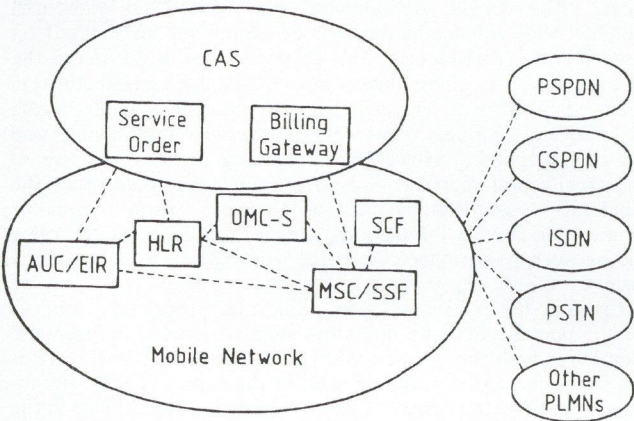 CAS
Service
Order
Billing
Gateway
PSPDN
CSPDN
ISDN
PSTN
Other
PLMNs
OMC-S
SCF
HLR
AUC/EIR
MSC/SSF
Mobile Network